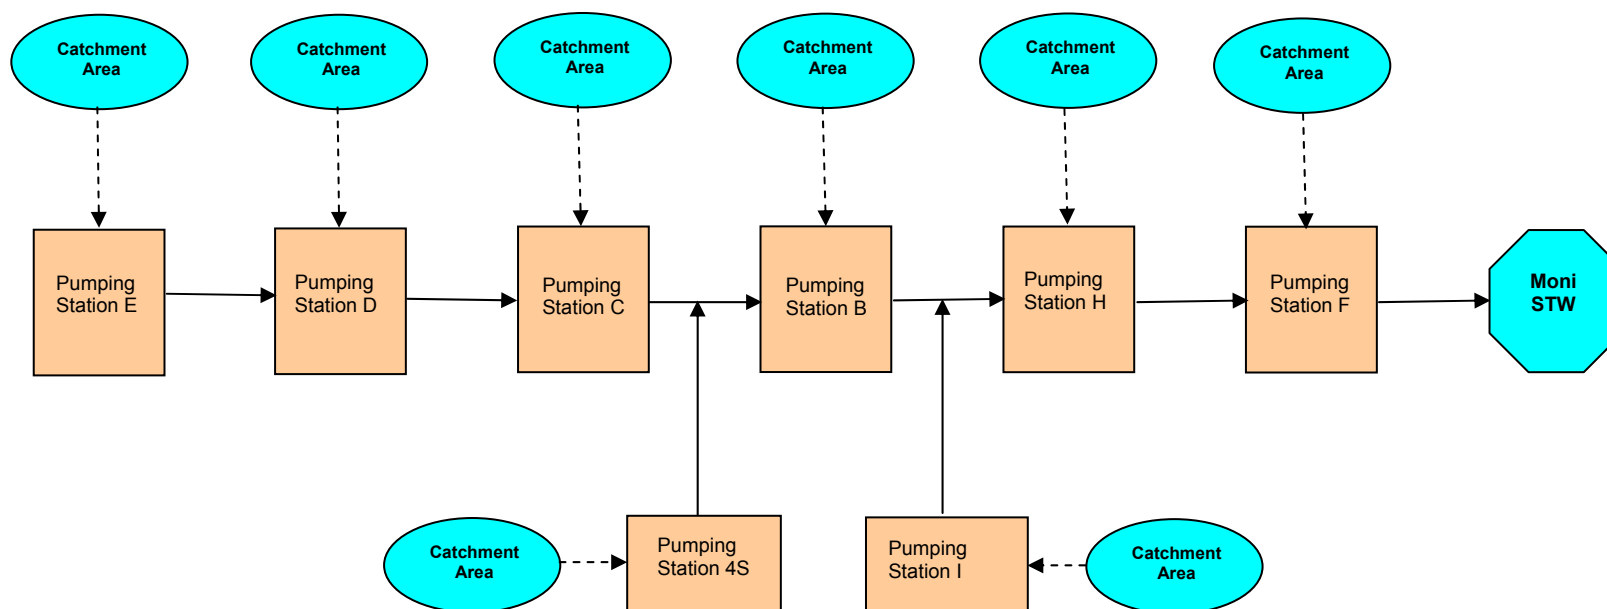 Catchment
Area
Catchment
Area
Catchment
Area
Catchment
Area
Catchment
Area
Catchment
Area
Pumping
Station E
Pumping
Station D
Pumping
Station C
Pumping
Station B
Pumping
Station H
Pumping
Station F
Moni
STW
Catchment
Area
Pumping
Station 4S
Pumping
Station I
Catchment
Area